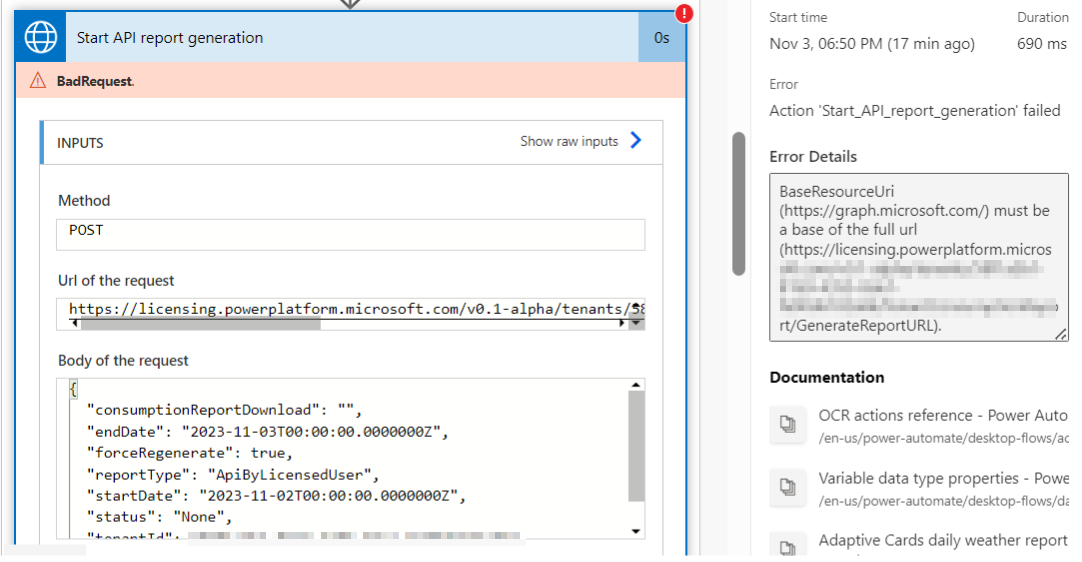 Start API report generation
0s
BadRequest.
INPUTS
Show raw inputs
Method
POST
Url of the request
https://licensing.powerplatform.microsoft.com/v0.1-alpha/tenants/58
Body of the request
{
"consumptionReportDownload": "",
"endDate": "2023-11-03T00:00:00.0000000Z",
"forceRegenerate": true,
"reportType": "ApiByLicensedUser",
"startDate": "2023-11-02T00:00:00.0000000Z",
"status": "None",
"tenantId":
Start time
Duration
Nov 3, 06:50 PM (17 min ago)
690 ms
Error
Action 'Start_API_report_generation' failed
Error Details
BaseResourceUri
(https://graph.microsoft.com/) must be
a base of the full url
(https://licensing.powerplatform.micros
rt/GenerateReportURL).
Documentation
OCR actions reference - Power Auto
/en-us/power-automate/desktop-flows/ac
Variable data type properties - Powe
/en-us/power-automate/desktop-flows/da
Adaptive Cards daily weather report